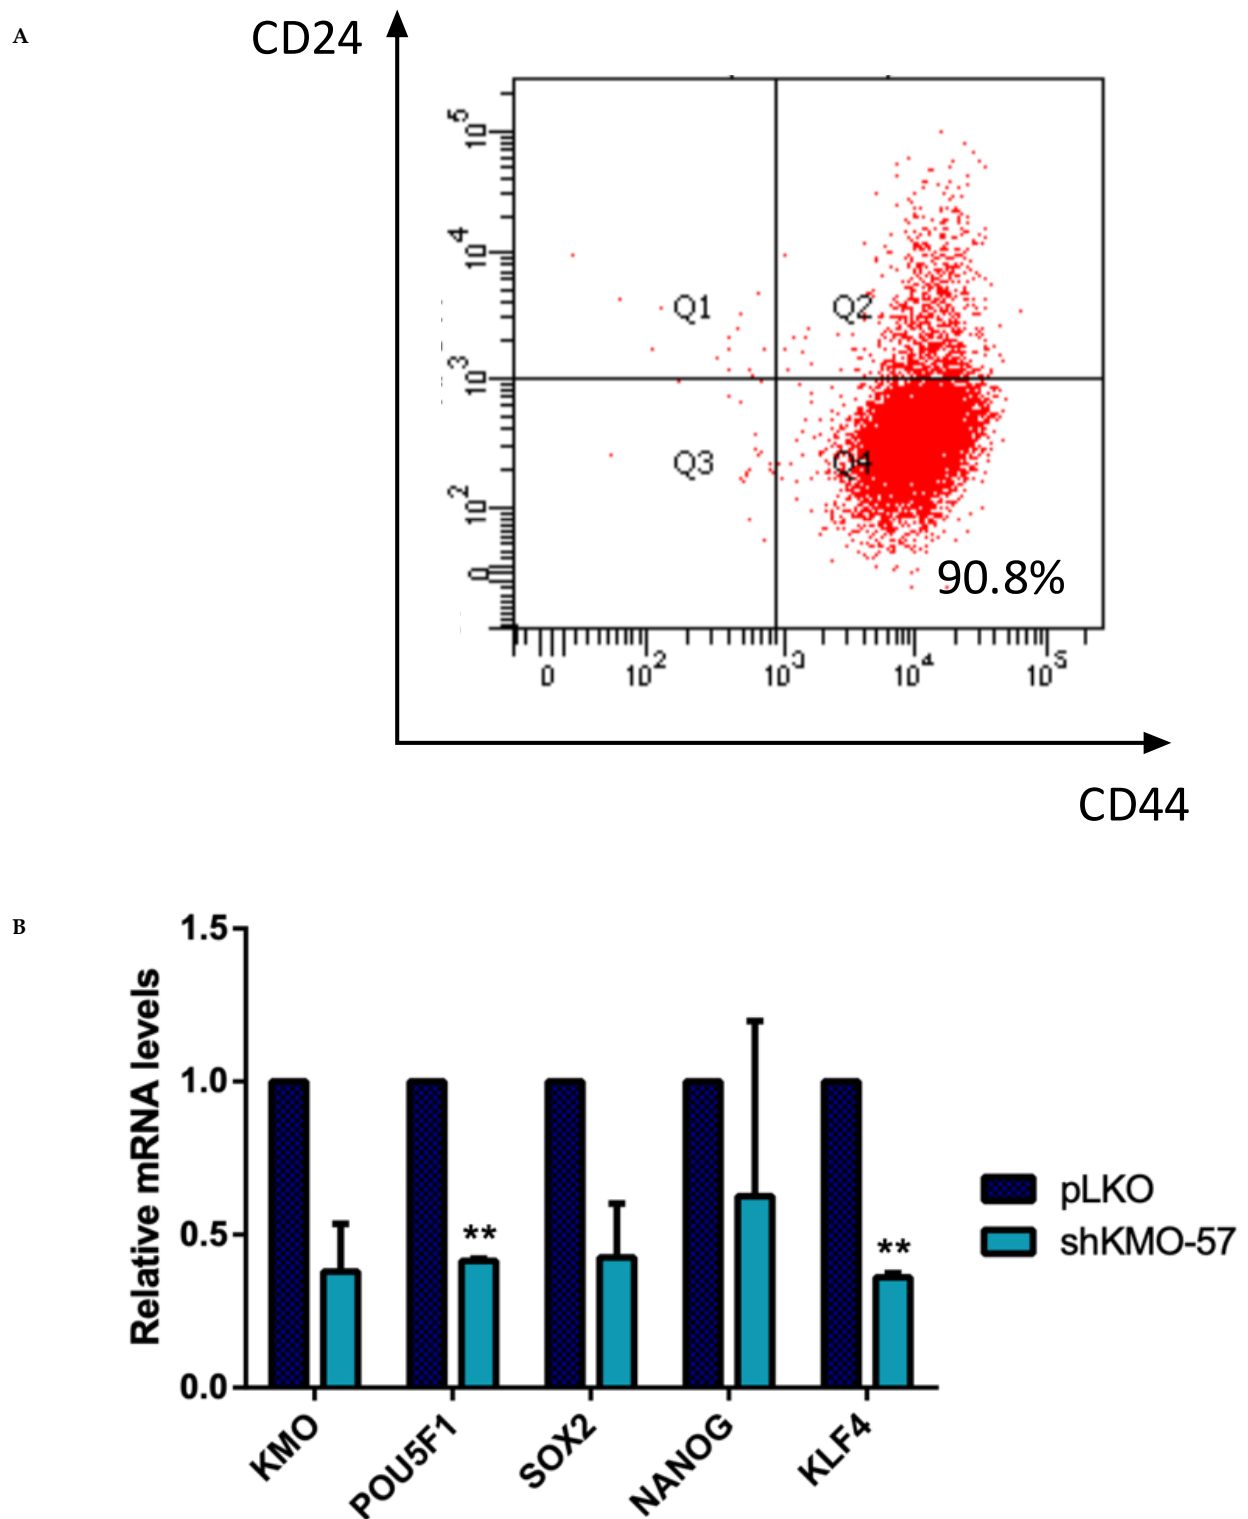 A
CD24
10^5
10^4
10^3
10^2
0
Q1
Q2
Q3
Q4
90.8%
0
10^2
10^3
10^4
10^5
CD44
B
Relative mRNA levels
1.5
1.0
0.5
0.0
**
**
KMO
POU5F1
SOX2
NANOG
KLF4
pLKO
shKMO-57